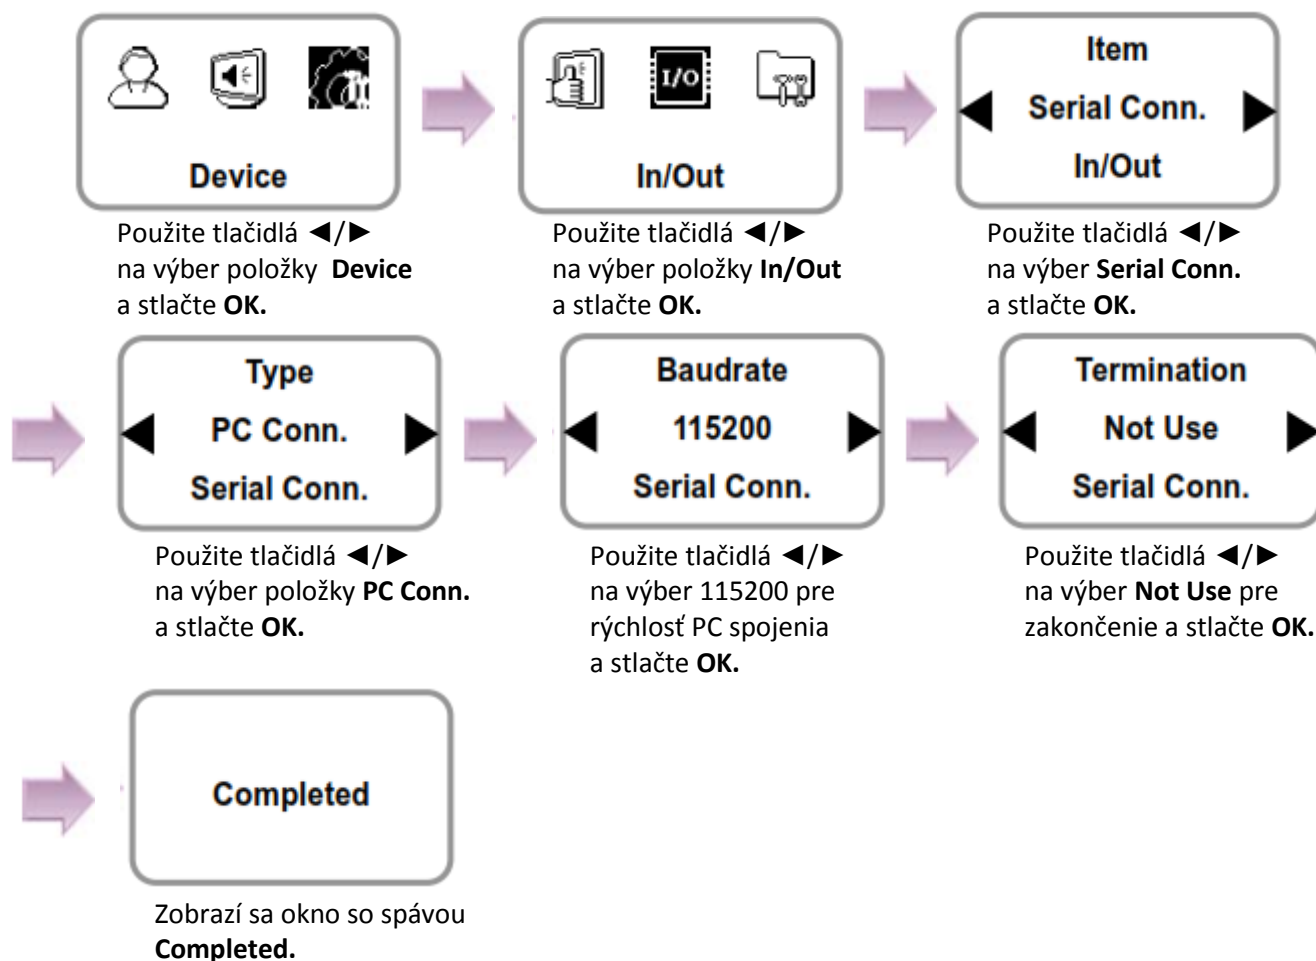 I/O
Device
In/Out
Item
Serial Conn.
In/Out
Použite tlačidlá ◄/►
na výber položky Device
a stlačte OK.
Použite tlačidlá ◄/►
na výber položky In/Out
a stlačte OK.
Použite tlačidlá ◄/►
na výber Serial Conn.
a stlačte OK.
Type
PC Conn.
Serial Conn.
Baudrate
115200
Serial Conn.
Termination
Not Use
Serial Conn.
Použite tlačidlá ◄/►
na výber položky PC Conn.
a stlačte OK.
Použite tlačidlá ◄/►
na výber 115200 pre
rýchlosť PC spojenia
a stlačte OK.
Použite tlačidlá ◄/►
na výber Not Use pre
zakončenie a stlačte OK.
Completed
Zobrazí sa okno so spávou
Completed.